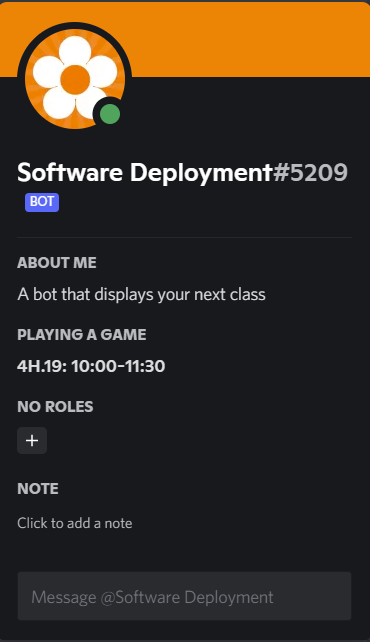 Software Deployment#5209
BOT
ABOUT ME
A bot that displays your next class
PLAYING A GAME
4H.19: 10:00-11:30
NO ROLES
+
NOTE
Click to add a note
Message @Software Deployment